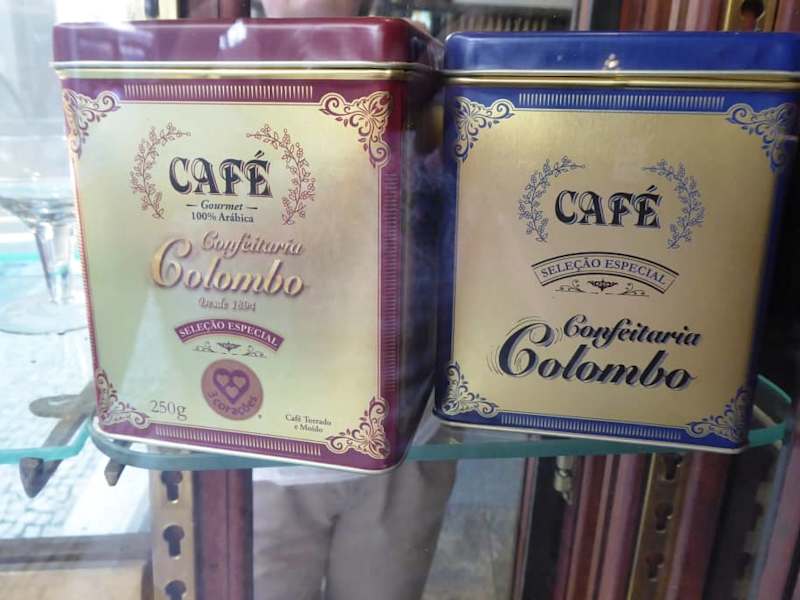 CAFÉ
Gourmet
100% Arábica
Confeitaria
Colombo
Desde 1894
SELEÇÃO ESPECIAL
3 corações
250g
Café Torrado
e Moído
CAFÉ
SELEÇÃO ESPECIAL
Confeitaria
Colombo